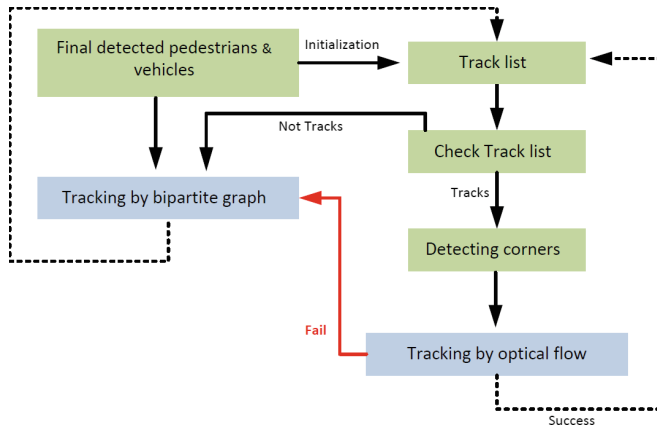 Final detected pedestrians &
vehicles
Initialization
Track list
Not Tracks
Check Track list
Tracks
Tracking by bipartite graph
Detecting corners
Fail
Tracking by optical flow
Success